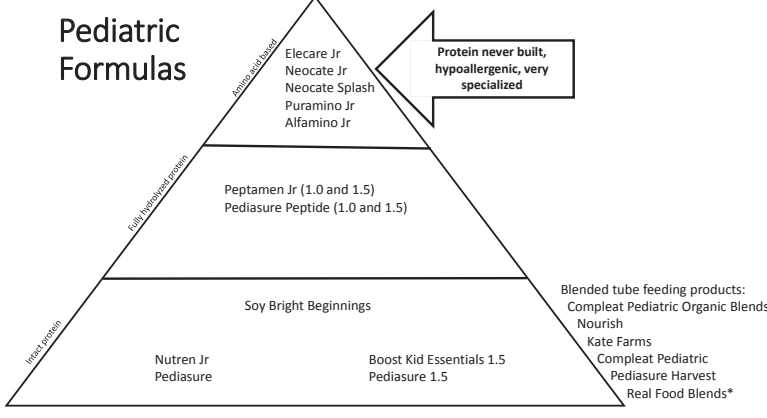 Pediatric
Formulas
Amino acid based
Elecare Jr
Neocate Jr
Neocate Splash
Puramino Jr
Alfamino Jr
Protein never built,
hypoallergenic, very
specialized
Fully hydrolyzed protein
Peptamen Jr (1.0 and 1.5)
Pediasure Peptide (1.0 and 1.5)
Intact protein
Soy Bright Beginnings
Nutren Jr
Pediasure
Boost Kid Essentials 1.5
Pediasure 1.5
Blended tube feeding products:
Compleat Pediatric Organic Blends
Nourish
Kate Farms
Compleat Pediatric
Pediasure Harvest
Real Food Blends*